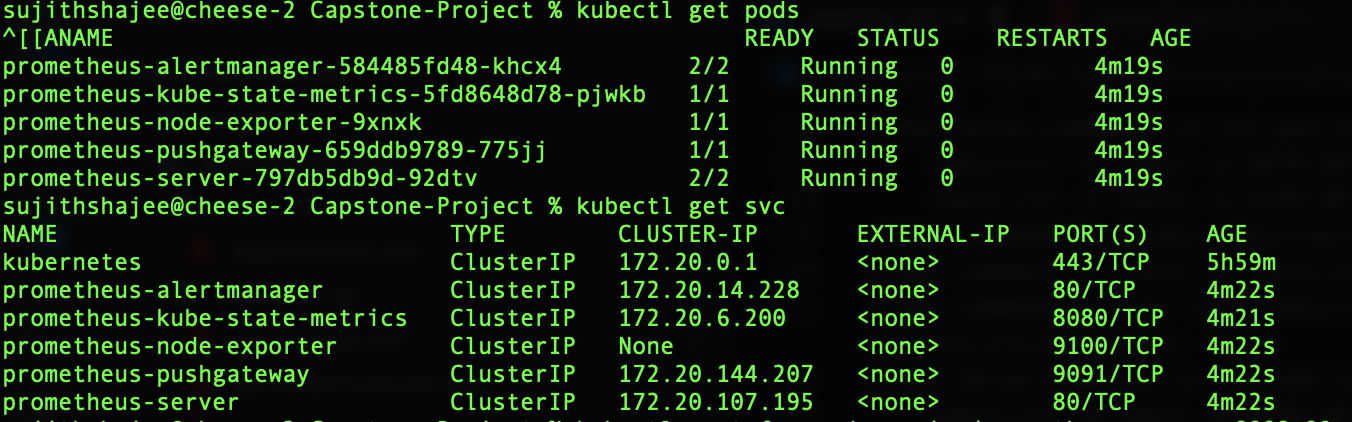 sujithshajee@cheese-2 Capstone-Project % kubectl get pods
^[[ANAME READY STATUS RESTARTS AGE
prometheus-alertmanager-584485fd48-khcx4 2/2 Running 0 4m19s
prometheus-kube-state-metrics-5fd8648d78-pjwkb 1/1 Running 0 4m19s
prometheus-node-exporter-9xnxk 1/1 Running 0 4m19s
prometheus-pushgateway-659ddb9789-775jj 1/1 Running 0 4m19s
prometheus-server-797db5db9d-92dtv 2/2 Running 0 4m19s
sujithshajee@cheese-2 Capstone-Project % kubectl get svc
NAME TYPE CLUSTER-IP EXTERNAL-IP PORT(S) AGE
kubernetes ClusterIP 172.20.0.1 <none> 443/TCP 5h59m
prometheus-alertmanager ClusterIP 172.20.14.228 <none> 80/TCP 4m22s
prometheus-kube-state-metrics ClusterIP 172.20.6.200 <none> 8080/TCP 4m21s
prometheus-node-exporter ClusterIP None <none> 9100/TCP 4m22s
prometheus-pushgateway ClusterIP 172.20.144.207 <none> 9091/TCP 4m22s
prometheus-server ClusterIP 172.20.107.195 <none> 80/TCP 4m22s